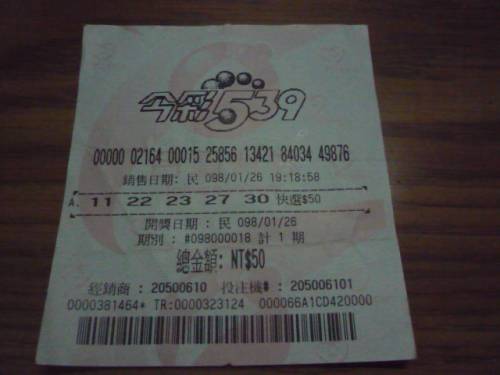 今彩539
00000 02164 00015 25856 13421 84034 49876
銷售日期: 民 098/01/26 19:18:58
A. 11 22 23 27 30 快選$50
開獎日期 : 民 098/01/26
期別 : #098000018 計 1 期
總金額: NT$50
經銷商 : 20500610 投注機# : 205006101
0000381464* TR:0000323124 000066A1CD420000